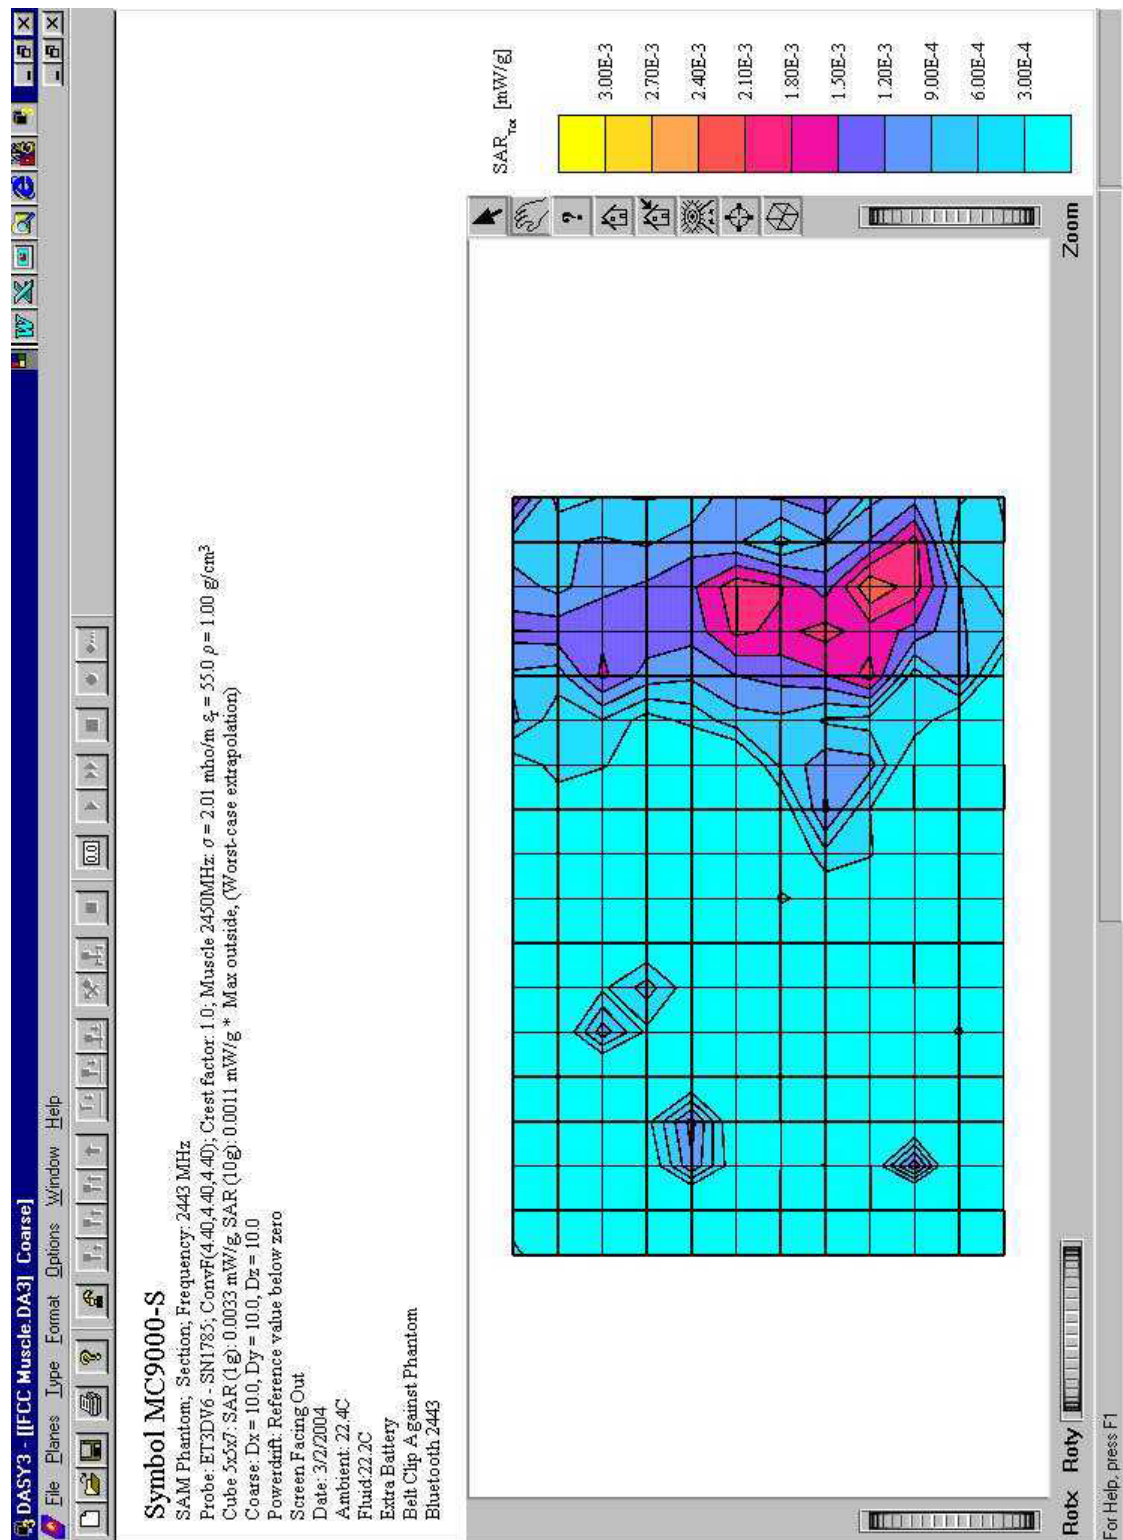 DASY3 - [[FCC Muscle.DA3] Coarse]
File Planes Type Format Options Window Help
0.0
Symbol MC9000-S
SAM Phantom; Section; Frequency: 2443 MHz
Probe: ET3DV6 - SN1785; ConvF(4.40,4.40,4.40); Crest factor: 1.0; Muscle 2450MHz: σ = 2.01 mho/m εr = 55.0 ρ = 1.00 g/cm³
Cube 5x5x7: SAR (1g): 0.0033 mW/g, SAR (10g): 0.0011 mW/g * Max outside, (Worst-case extrapolation)
Coarse: Dx = 10.0, Dy = 10.0, Dz = 10.0
Powerdrift: Reference value below zero
Screen Facing Out
Date: 3/2/2004
Ambient: 22.4C
Fluid:22.2C
Extra Battery
Belt Clip Against Phantom
Bluetooth 2443
SARTot [mW/g]
3.00E-3
2.70E-3
2.40E-3
2.10E-3
1.80E-3
1.50E-3
1.20E-3
9.00E-4
6.00E-4
3.00E-4
Rotx Roty Zoom
For Help, press F1